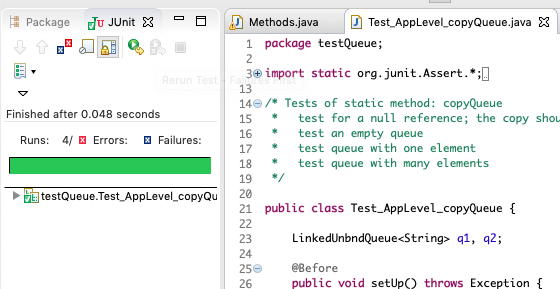 Package JUnit
Methods.java Test_AppLevel_copyQueue.java
Rerun Test - Failures First
Finished after 0.048 seconds
Runs: 4/ Errors: Failures:
testQueue.Test_AppLevel_copyQu
1 package testQueue;
2
3 import static org.junit.Assert.*;
13
14 /* Tests of static method: copyQueue
15 * test for a null reference; the copy shou
16 * test an empty queue
17 * test queue with one element
18 * test queue with many elements
19 */
20
21 public class Test_AppLevel_copyQueue {
22
23 LinkedUnbndQueue<String> q1, q2;
24
25 @Before
26 public void setUp() throws Exception {